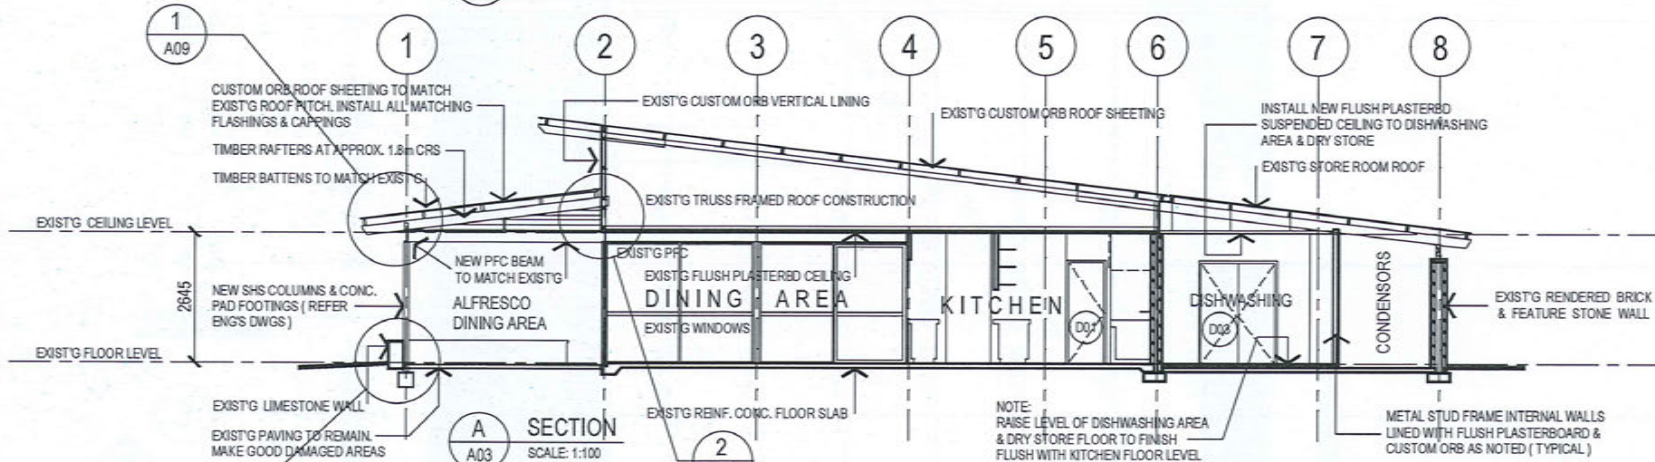 1
A09
1
2
3
4
5
6
7
8
CUSTOM ORB ROOF SHEETING TO MATCH
EXIST'G ROOF PITCH. INSTALL ALL MATCHING
FLASHINGS & CAPPINGS
TIMBER RAFTERS AT APPROX. 1.8m CRS
TIMBER BATTENS TO MATCH EXIST'G
EXIST'G CUSTOM ORB VERTICAL LINING
EXIST'G CUSTOM ORB ROOF SHEETING
INSTALL NEW FLUSH PLASTERED
SUSPENDED CEILING TO DISHWASHING
AREA & DRY STORE
EXIST'G STORE ROOM ROOF
EXIST'G TRUSS FRAMED ROOF CONSTRUCTION
EXIST'G CEILING LEVEL
2645
EXIST'G FLOOR LEVEL
NEW PFC BEAM
TO MATCH EXIST'G
EXIST'G PFC
EXIST'G FLUSH PLASTERED CEILING
NEW SHS COLUMNS & CONC.
PAD FOOTINGS ( REFER
ENG'S DWGS )
ALFRESCO
DINING AREA
DINING AREA
EXIST'G WINDOWS
KITCHEN
D01
DISHWASHING
D03
CONDENSORS
EXIST'G RENDERED BRICK
& FEATURE STONE WALL
EXIST'G LIMESTONE WALL
EXIST'G PAVING TO REMAIN.
MAKE GOOD DAMAGED AREAS
A
A03
SECTION
SCALE: 1:100
EXIST'G REINF. CONC. FLOOR SLAB
2
NOTE:
RAISE LEVEL OF DISHWASHING AREA
& DRY STORE FLOOR TO FINISH
FLUSH WITH KITCHEN FLOOR LEVEL
METAL STUD FRAME INTERNAL WALLS
LINED WITH FLUSH PLASTERBOARD &
CUSTOM ORB AS NOTED ( TYPICAL )